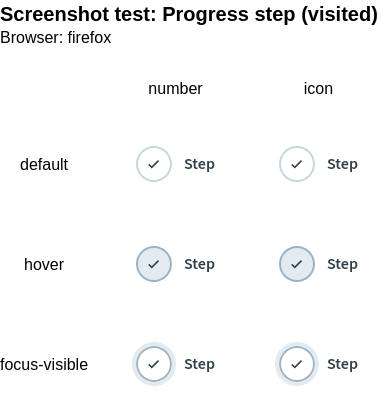 Screenshot test: Progress step (visited)
Browser: firefox
number icon
default Step Step
hover Step Step
focus-visible Step Step